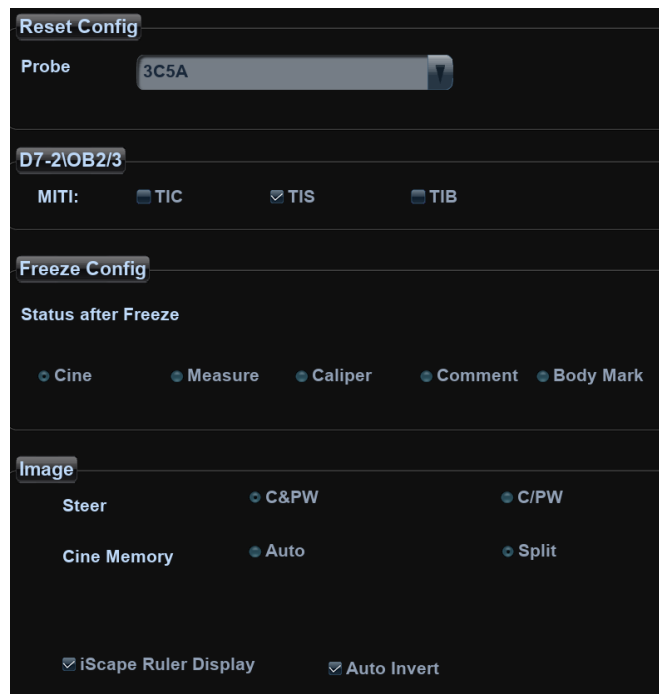 Reset Config
Probe 3C5A
D7-2\OB2/3
MITI: TIC TIS TIB
Freeze Config
Status after Freeze
Cine Measure Caliper Comment Body Mark
Image
Steer C&PW C/PW
Cine Memory Auto Split
iScape Ruler Display Auto Invert